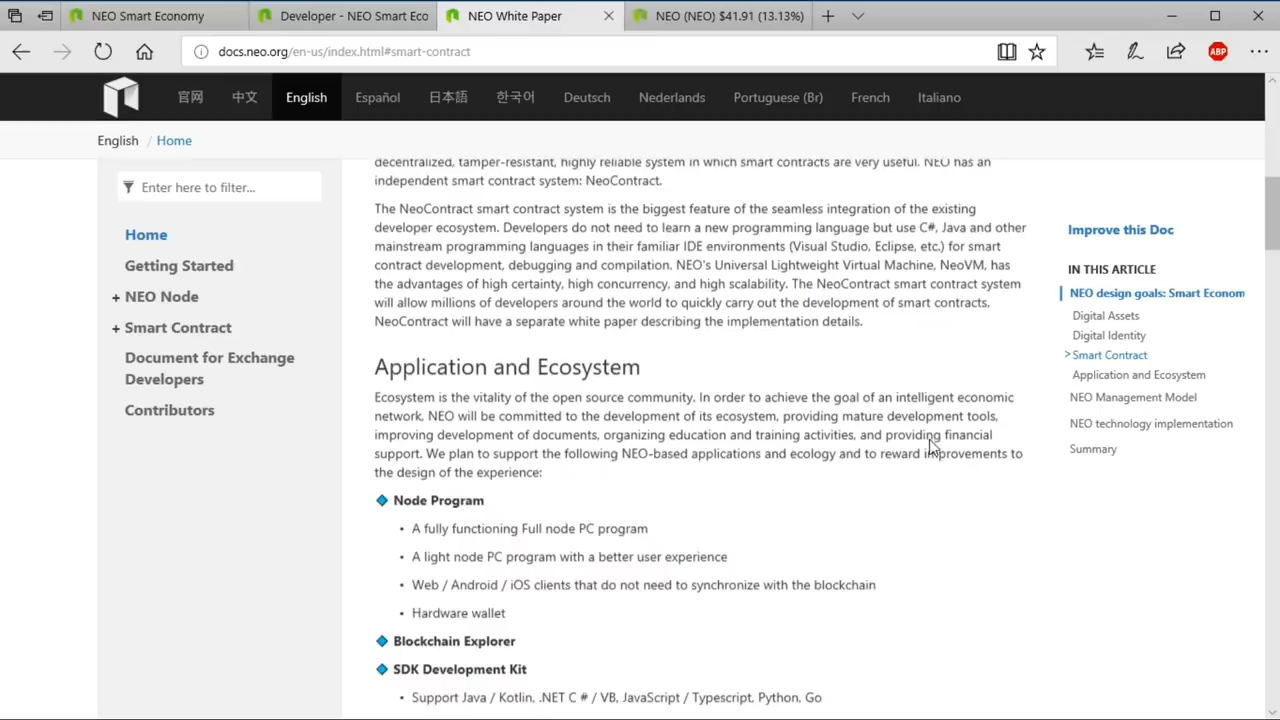 NEO Smart Economy
Developer - NEO Smart Eco
NEO White Paper
NEO (NEO) $41.91 (13.13%)
docs.neo.org/en-us/index.html#smart-contract
ABP
官网 中文 English Español 日本語 한국어 Deutsch Nederlands Portuguese (Br) French Italiano
English / Home
Enter here to filter...
Home
Getting Started
+ NEO Node
+ Smart Contract
Document for Exchange
Developers
Contributors
decentralized, tamper-resistant, highly reliable system in which smart contracts are very useful. NEO has an
independent smart contract system: NeoContract.
The NeoContract smart contract system is the biggest feature of the seamless integration of the existing
developer ecosystem. Developers do not need to learn a new programming language but use C#, Java and other
mainstream programming languages in their familiar IDE environments (Visual Studio, Eclipse, etc.) for smart
contract development, debugging and compilation. NEO's Universal Lightweight Virtual Machine, NeoVM, has
the advantages of high certainty, high concurrency, and high scalability. The NeoContract smart contract system
will allow millions of developers around the world to quickly carry out the development of smart contracts.
NeoContract will have a separate white paper describing the implementation details.
Application and Ecosystem
Ecosystem is the vitality of the open source community. In order to achieve the goal of an intelligent economic
network, NEO will be committed to the development of its ecosystem, providing mature development tools,
improving development of documents, organizing education and training activities, and providing financial
support. We plan to support the following NEO-based applications and ecology and to reward improvements to
the design of the experience:
Node Program
• A fully functioning Full node PC program
• A light node PC program with a better user experience
• Web / Android / iOS clients that do not need to synchronize with the blockchain
• Hardware wallet
Blockchain Explorer
SDK Development Kit
• Support Java / Kotlin, .NET C # / VB, JavaScript / Typescript, Python, Go
Improve this Doc
IN THIS ARTICLE
NEO design goals: Smart Econom
Digital Assets
Digital Identity
> Smart Contract
Application and Ecosystem
NEO Management Model
NEO technology implementation
Summary